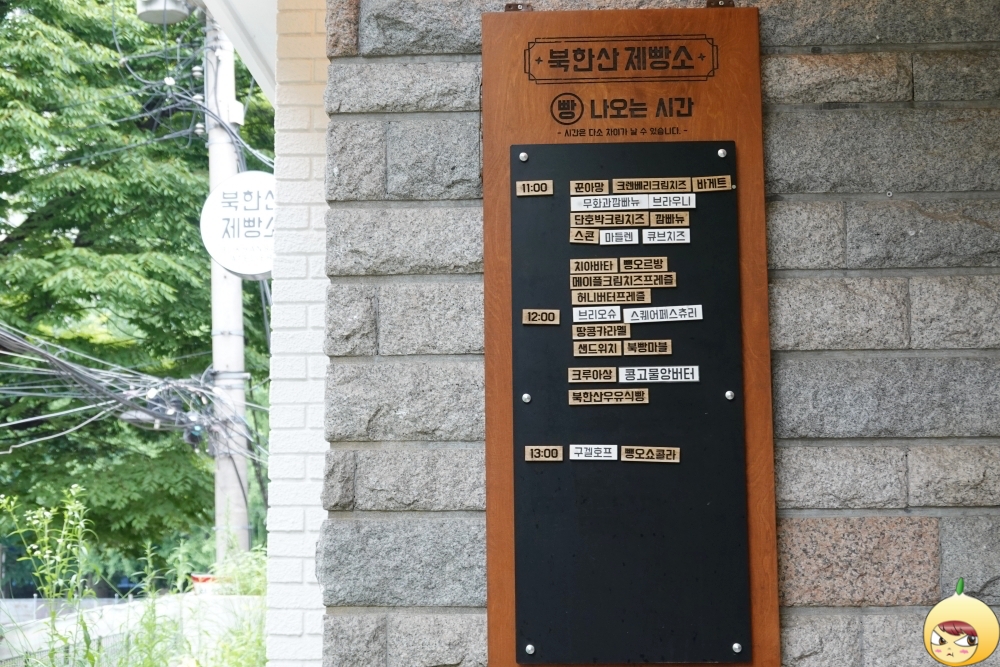 북한산 제빵소
빵 나오는 시간
- 시간은 다소 차이가 날 수 있습니다. -
11:00 꾼아망 크렌베리크림치즈 바게트
무화과깜빠뉴 브라우니
단호박크림치즈 깜빠뉴
스콘 마들렌 큐브치즈
치아바타 뺑오르방
메이플크림치즈프레즐
허니버터프레즐
12:00 브리오슈 스퀘어페스츄리
땅콩카라멜
샌드위치 북빵마블
크루아상 콩고물앙버터
북한산우유식빵
13:00 구겔호프 뺑오쇼콜라
북한산
제빵소